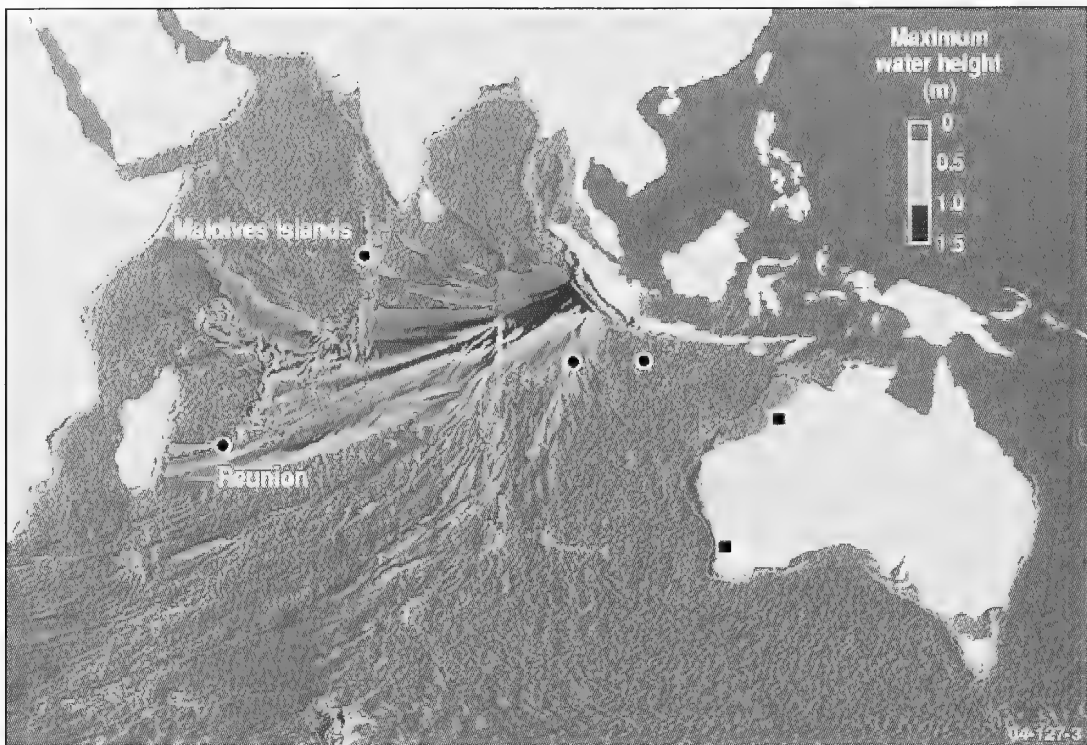 Maximum
water height
(m)
0
0.5
1.0
1.5
Maldives Islands
Reunion
04-127-3